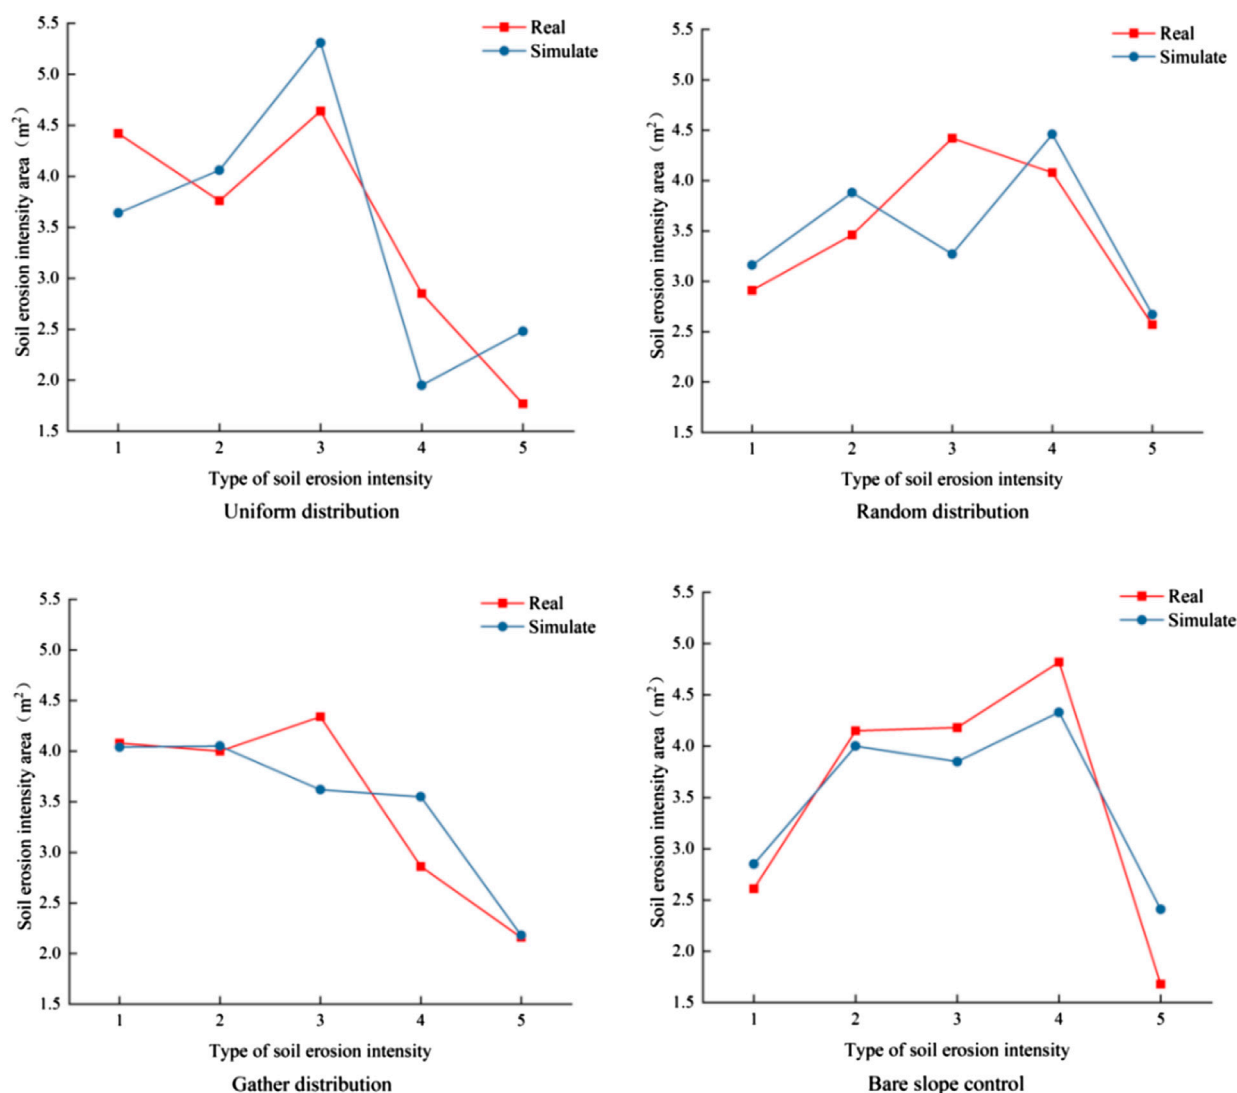 Real
Simulate
Soil erosion intensity area（m²）
5.5
5.0
4.5
4.0
3.5
3.0
2.5
2.0
1.5
1 2 3 4 5
Type of soil erosion intensity
Uniform distribution
Real
Simulate
Soil erosion intensity area（m²）
5.5
5.0
4.5
4.0
3.5
3.0
2.5
2.0
1.5
1 2 3 4 5
Type of soil erosion intensity
Random distribution
Real
Simulate
Soil erosion intensity area（m²）
5.5
5.0
4.5
4.0
3.5
3.0
2.5
2.0
1.5
1 2 3 4 5
Type of soil erosion intensity
Gather distribution
Real
Simulate
Soil erosion intensity area（m²）
5.5
5.0
4.5
4.0
3.5
3.0
2.5
2.0
1.5
1 2 3 4 5
Type of soil erosion intensity
Bare slope control